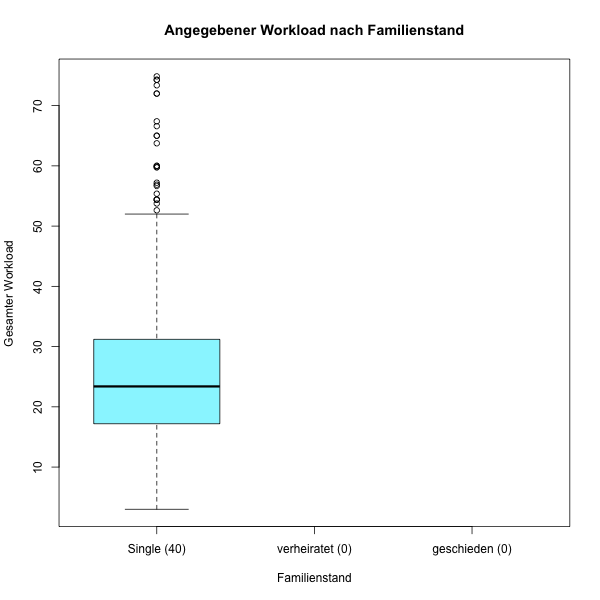 Angegebener Workload nach Familienstand
Gesamter Workload
70
60
50
40
30
20
10
Single (40)
verheiratet (0)
geschieden (0)
Familienstand